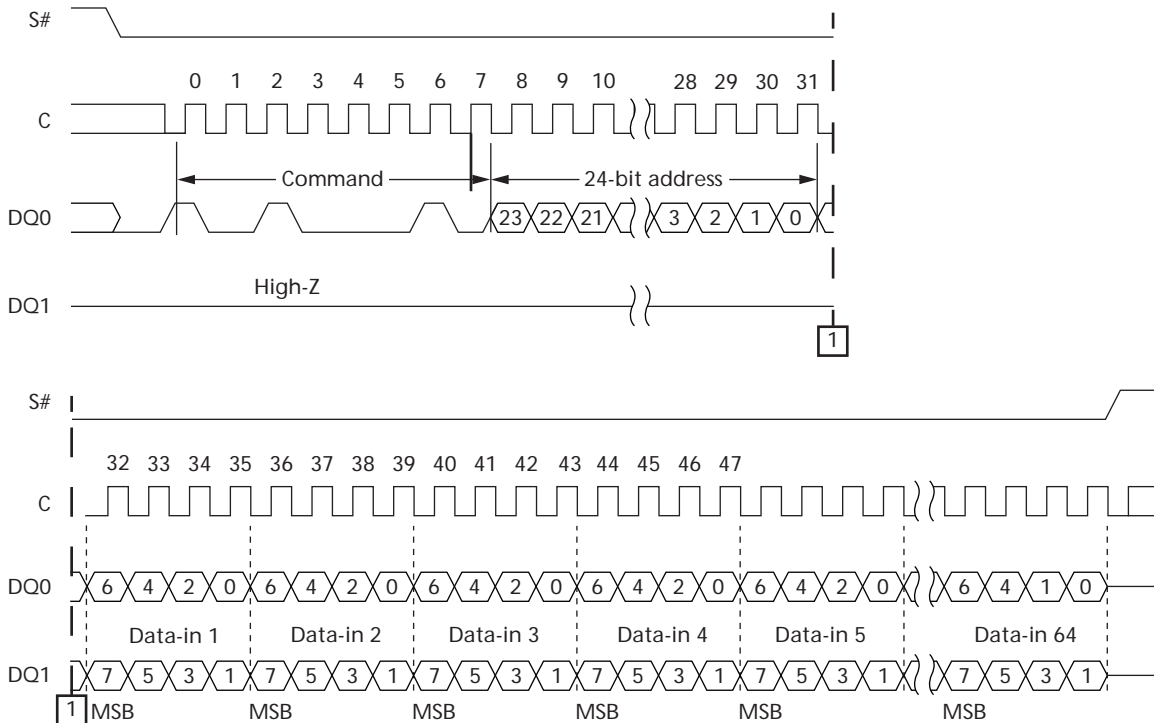 S#
0 1 2 3 4 5 6 7 8 9 10 28 29 30 31
C
Command 24-bit address
DQ0 23 22 21 3 2 1 0
High-Z
DQ1
1
S#
32 33 34 35 36 37 38 39 40 41 42 43 44 45 46 47
C
DQ0 6 4 2 0 6 4 2 0 6 4 2 0 6 4 2 0 6 4 2 0 6 4 1 0
Data-in 1 Data-in 2 Data-in 3 Data-in 4 Data-in 5 Data-in 64
DQ1 7 5 3 1 7 5 3 1 7 5 3 1 7 5 3 1 7 5 3 1 7 5 3 1
1 MSB MSB MSB MSB MSB MSB